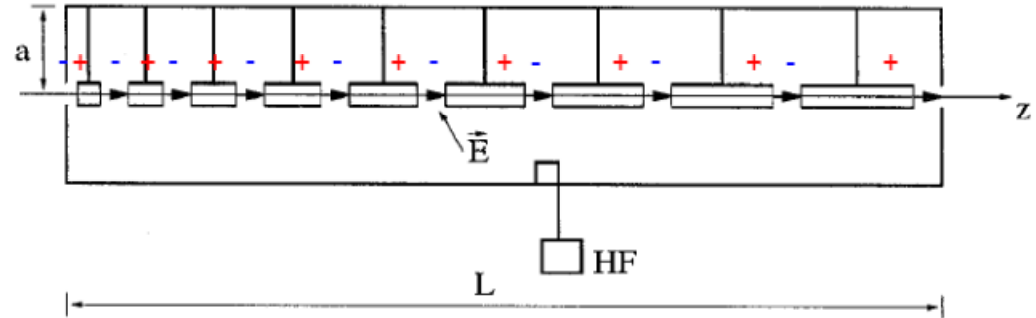 a
- + - + - + - + - + - + - + - + - +
z
E
HF
L